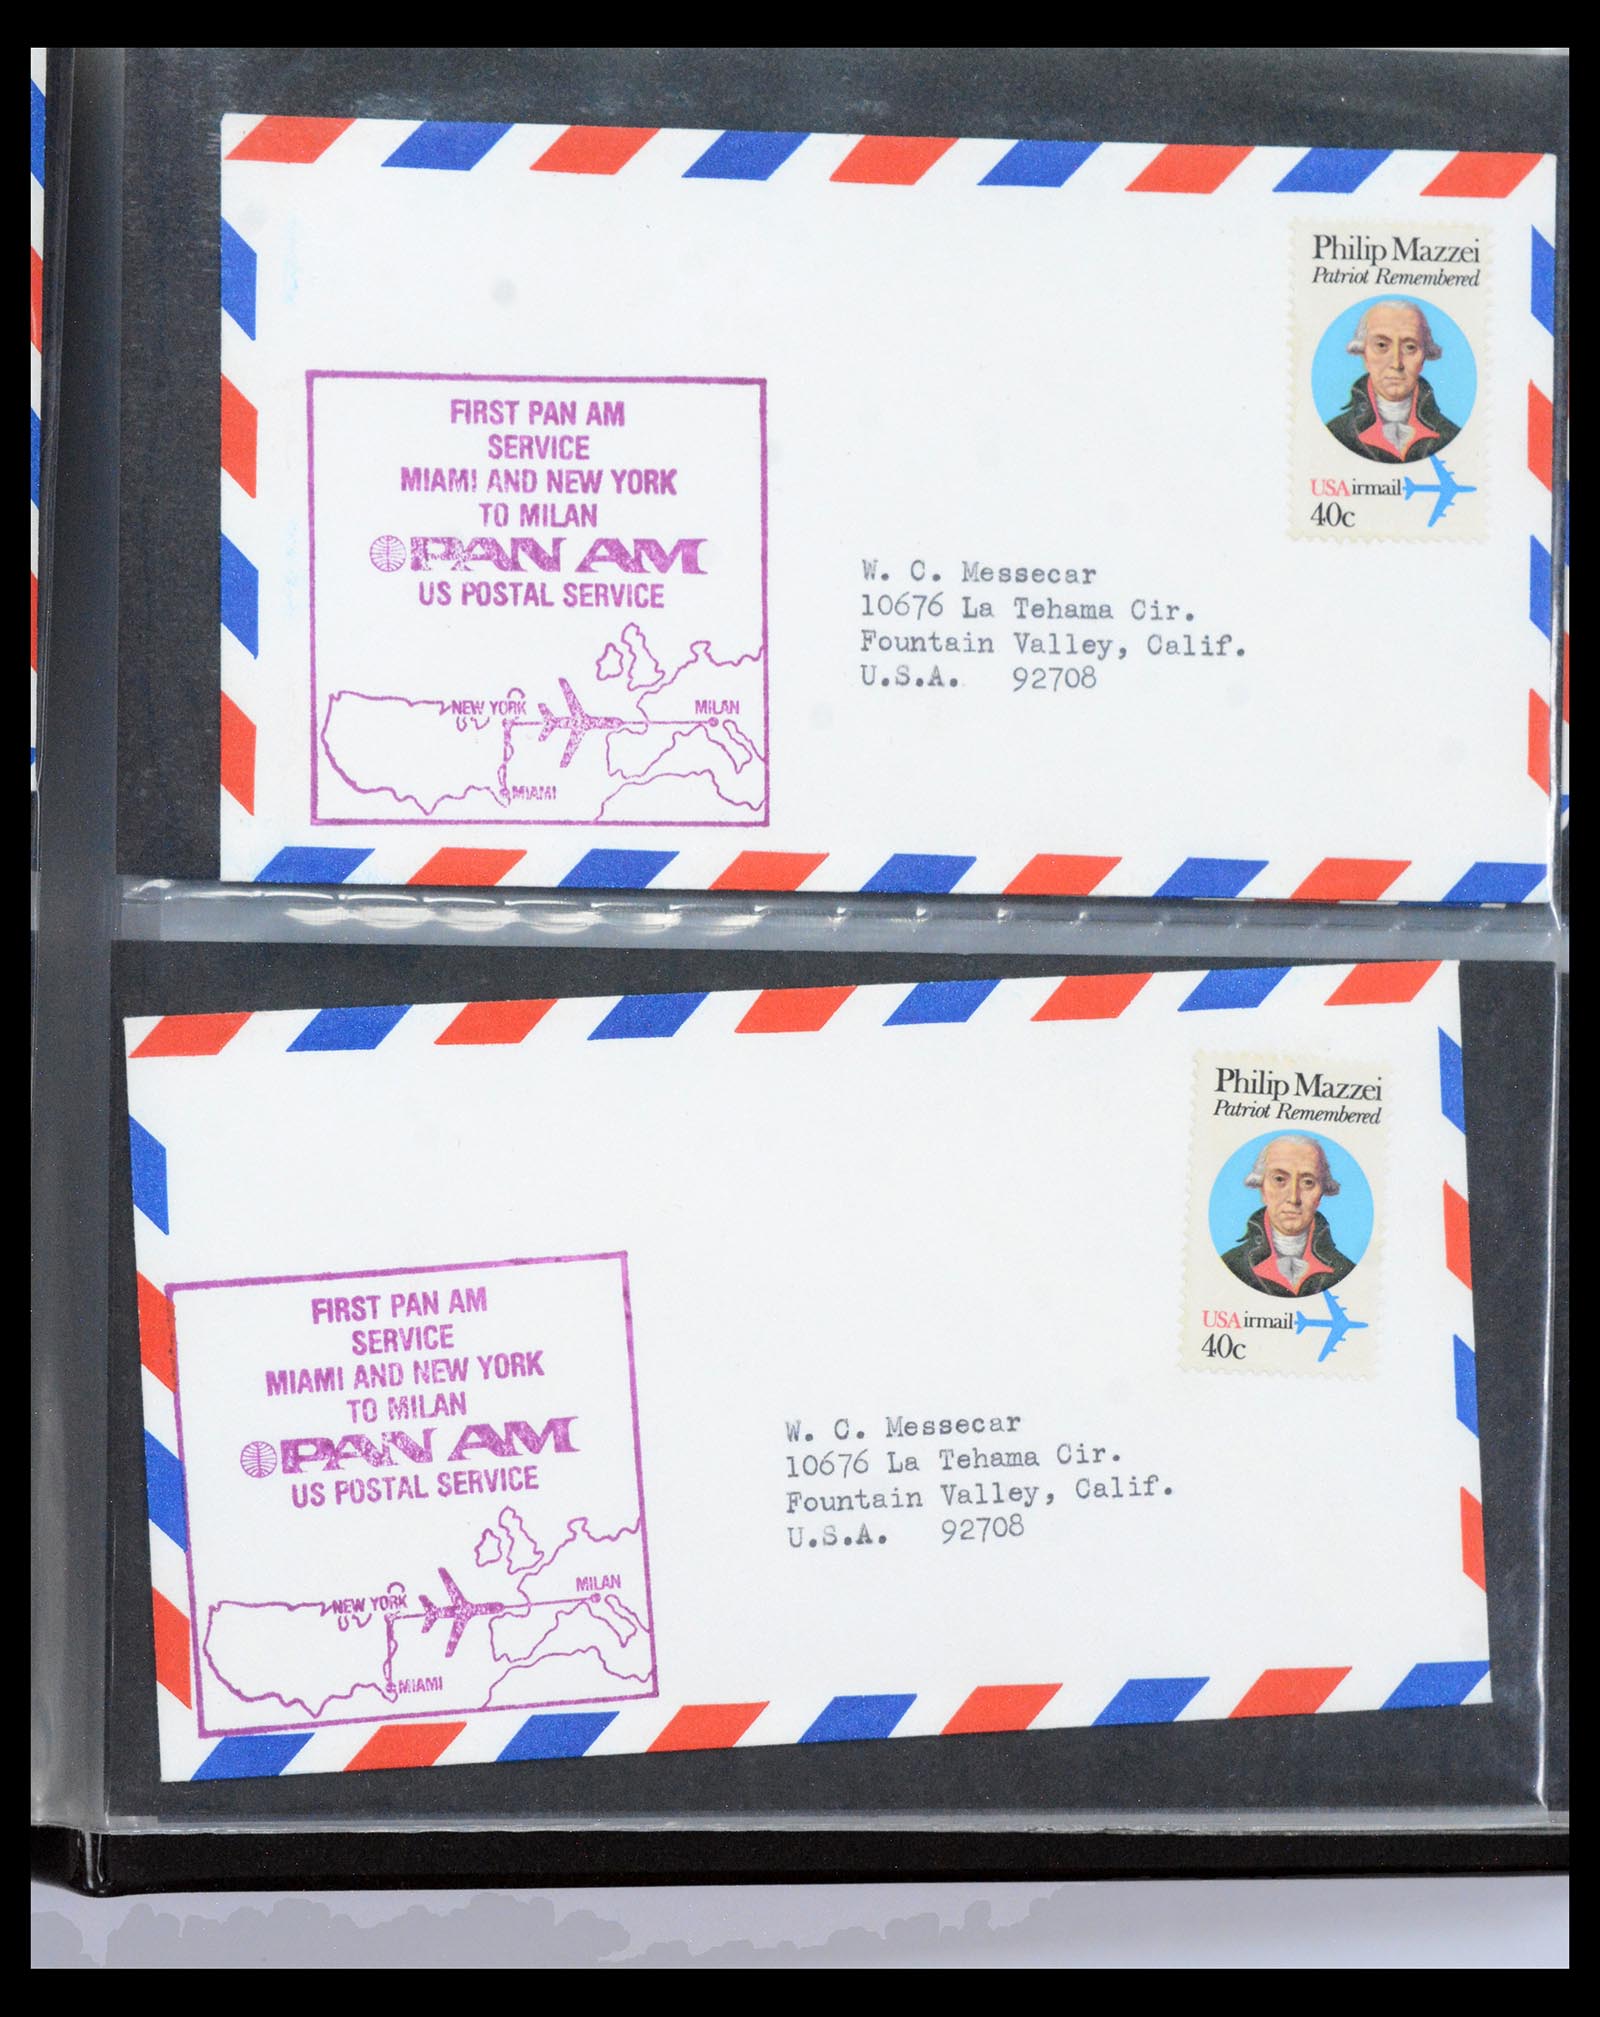 Philip Mazzei
Patriot Remembered
USAirmail
40c
FIRST PAN AM
SERVICE
MIAMI AND NEW YORK
TO MILAN
PAN AM
US POSTAL SERVICE
NEW YORK
MILAN
MIAMI
W. C. Messecar
10676 La Tehama Cir.
Fountain Valley, Calif.
U.S.A. 92708
Philip Mazzei
Patriot Remembered
USAirmail
40c
FIRST PAN AM
SERVICE
MIAMI AND NEW YORK
TO MILAN
PAN AM
US POSTAL SERVICE
NEW YORK
MILAN
MIAMI
W. C. Messecar
10676 La Tehama Cir.
Fountain Valley, Calif.
U.S.A. 92708